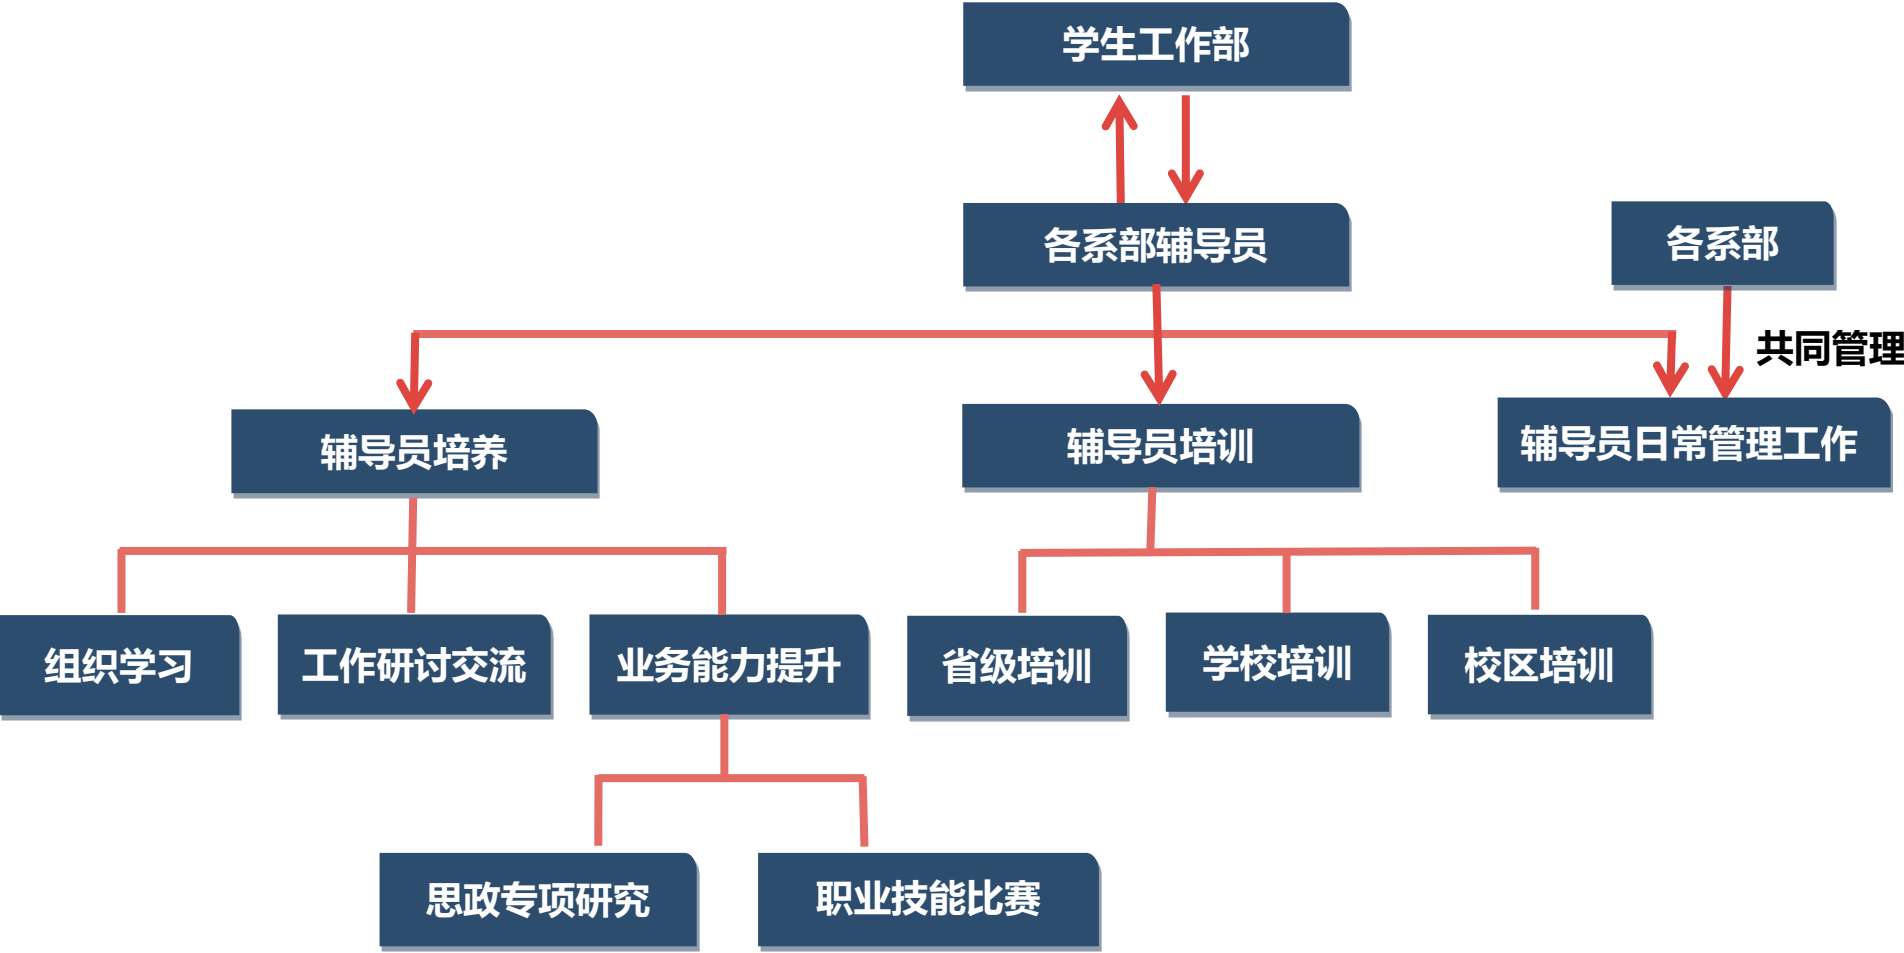 学生工作部
各系部辅导员
各系部
共同管理
辅导员培养
辅导员培训
辅导员日常管理工作
组织学习
工作研讨交流
业务能力提升
省级培训
学校培训
校区培训
思政专项研究
职业技能比赛